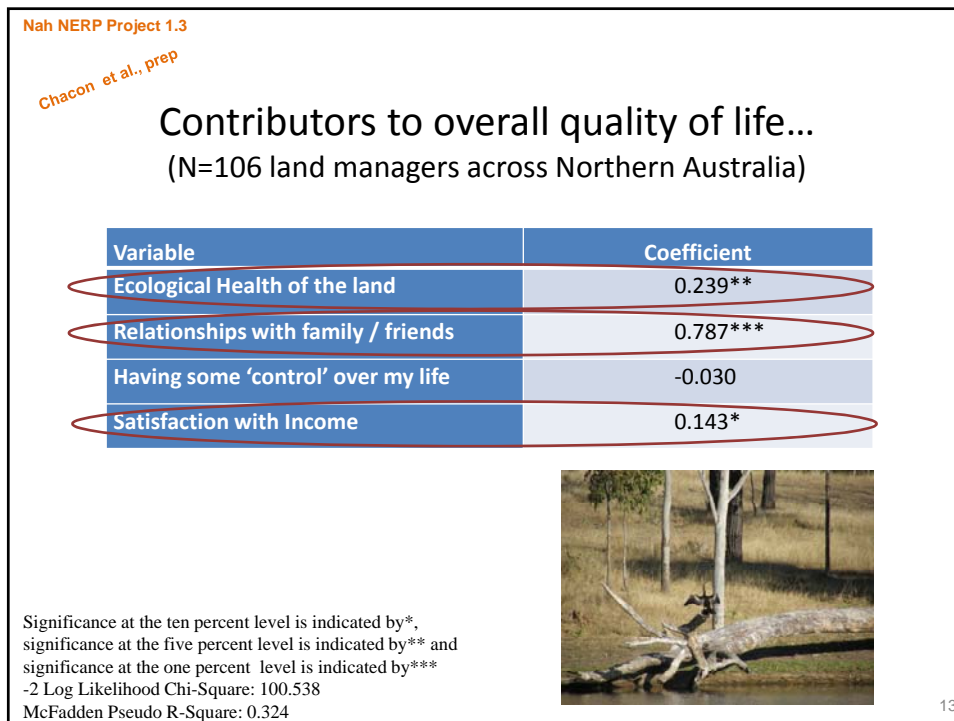 Nah NERP Project 1.3
Chacon et al., prep
Contributors to overall quality of life…
(N=106 land managers across Northern Australia)
Variable Coefficient
Ecological Health of the land 0.239**
Relationships with family / friends 0.787***
Having some ‘control’ over my life -0.030
Satisfaction with Income 0.143*
Significance at the ten percent level is indicated by*,
significance at the five percent level is indicated by** and
significance at the one percent level is indicated by***
-2 Log Likelihood Chi-Square: 100.538
McFadden Pseudo R-Square: 0.324
13